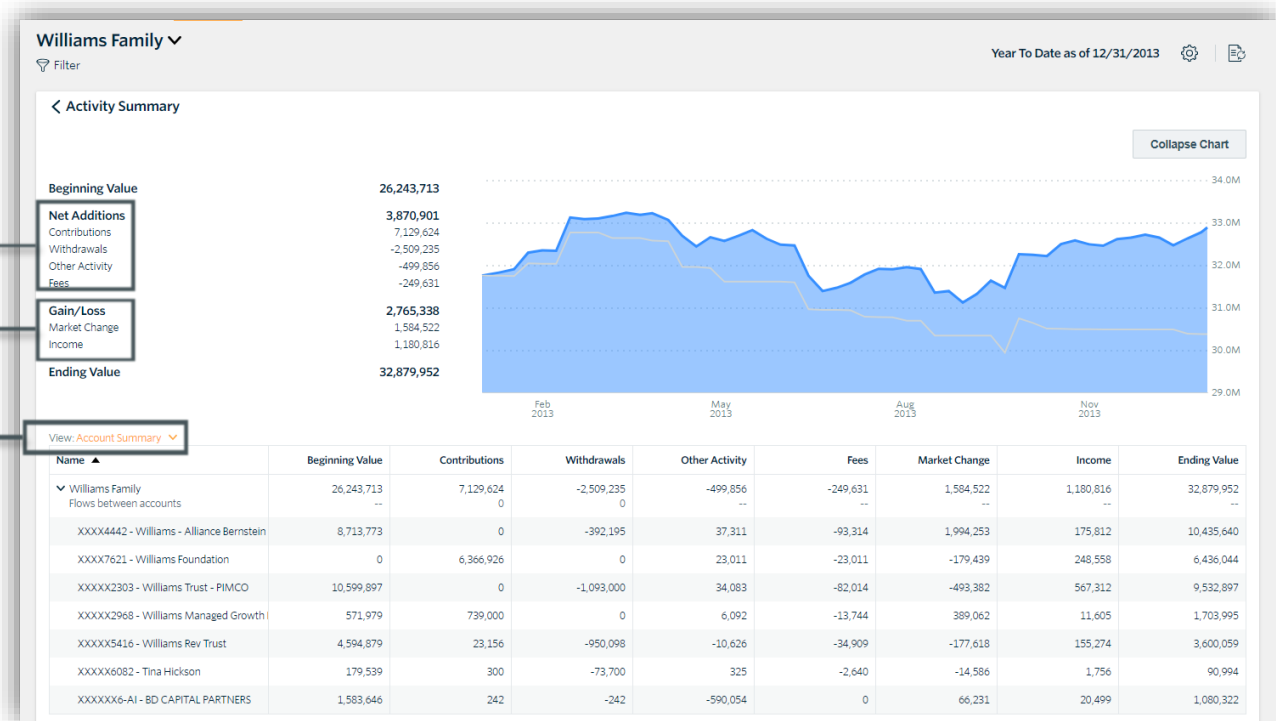 Williams Family
Filter
Year To Date as of 12/31/2013
Activity Summary
Collapse Chart
Beginning Value 26,243,713
Net Additions 3,870,901
Contributions 7,129,624
Withdrawals -2,509,235
Other Activity -499,856
Fees -249,631
Gain/Loss 2,765,338
Market Change 1,584,522
Income 1,180,816
Ending Value 32,879,952
34.0M
33.0M
32.0M
31.0M
30.0M
29.0M
Feb May Aug Nov
2013 2013 2013 2013
View: Account Summary
Name Beginning Value Contributions Withdrawals Other Activity Fees Market Change Income Ending Value
Williams Family 26,243,713 7,129,624 -2,509,235 -499,856 -249,631 1,584,522 1,180,816 32,879,952
Flows between accounts -- 0 0 -- -- -- -- --
XXXX4442 - Williams - Alliance Bernstein 8,713,773 0 -392,195 37,311 -93,314 1,994,253 175,812 10,435,640
XXXX7621 - Williams Foundation 0 6,366,926 0 23,011 -23,011 -179,439 248,558 6,436,044
XXXXX2303 - Williams Trust - PIMCO 10,599,897 0 -1,093,000 34,083 -82,014 -493,382 567,312 9,532,897
XXXXX2968 - Williams Managed Growth 571,979 739,000 0 6,092 -13,744 389,062 11,605 1,703,995
XXXXX5416 - Williams Rev Trust 4,594,879 23,156 -950,098 -10,626 -34,909 -177,618 155,274 3,600,059
XXXXX6082 - Tina Hickson 179,539 300 -73,700 325 -2,640 -14,586 1,756 90,994
XXXXXX6-AI - BD CAPITAL PARTNERS 1,583,646 242 -242 -590,054 0 66,231 20,499 1,080,322